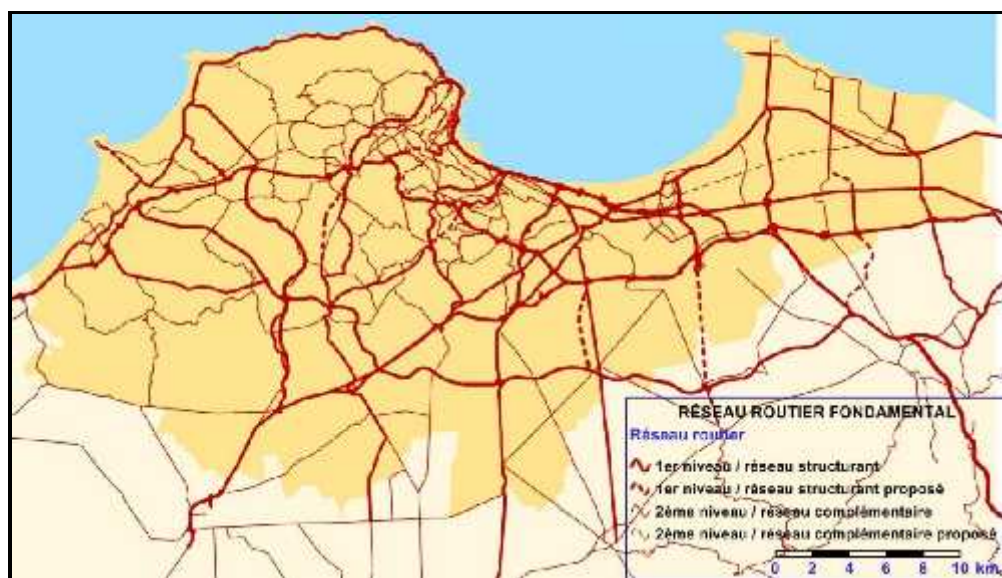 RÉSEAU ROUTIER FONDAMENTAL
Réseau routier
1er niveau / réseau structurant
1er niveau / réseau structurant proposé
2ème niveau / réseau complémentaire
2ème niveau / réseau complémentaire proposé
0 2 4 6 8 10 km